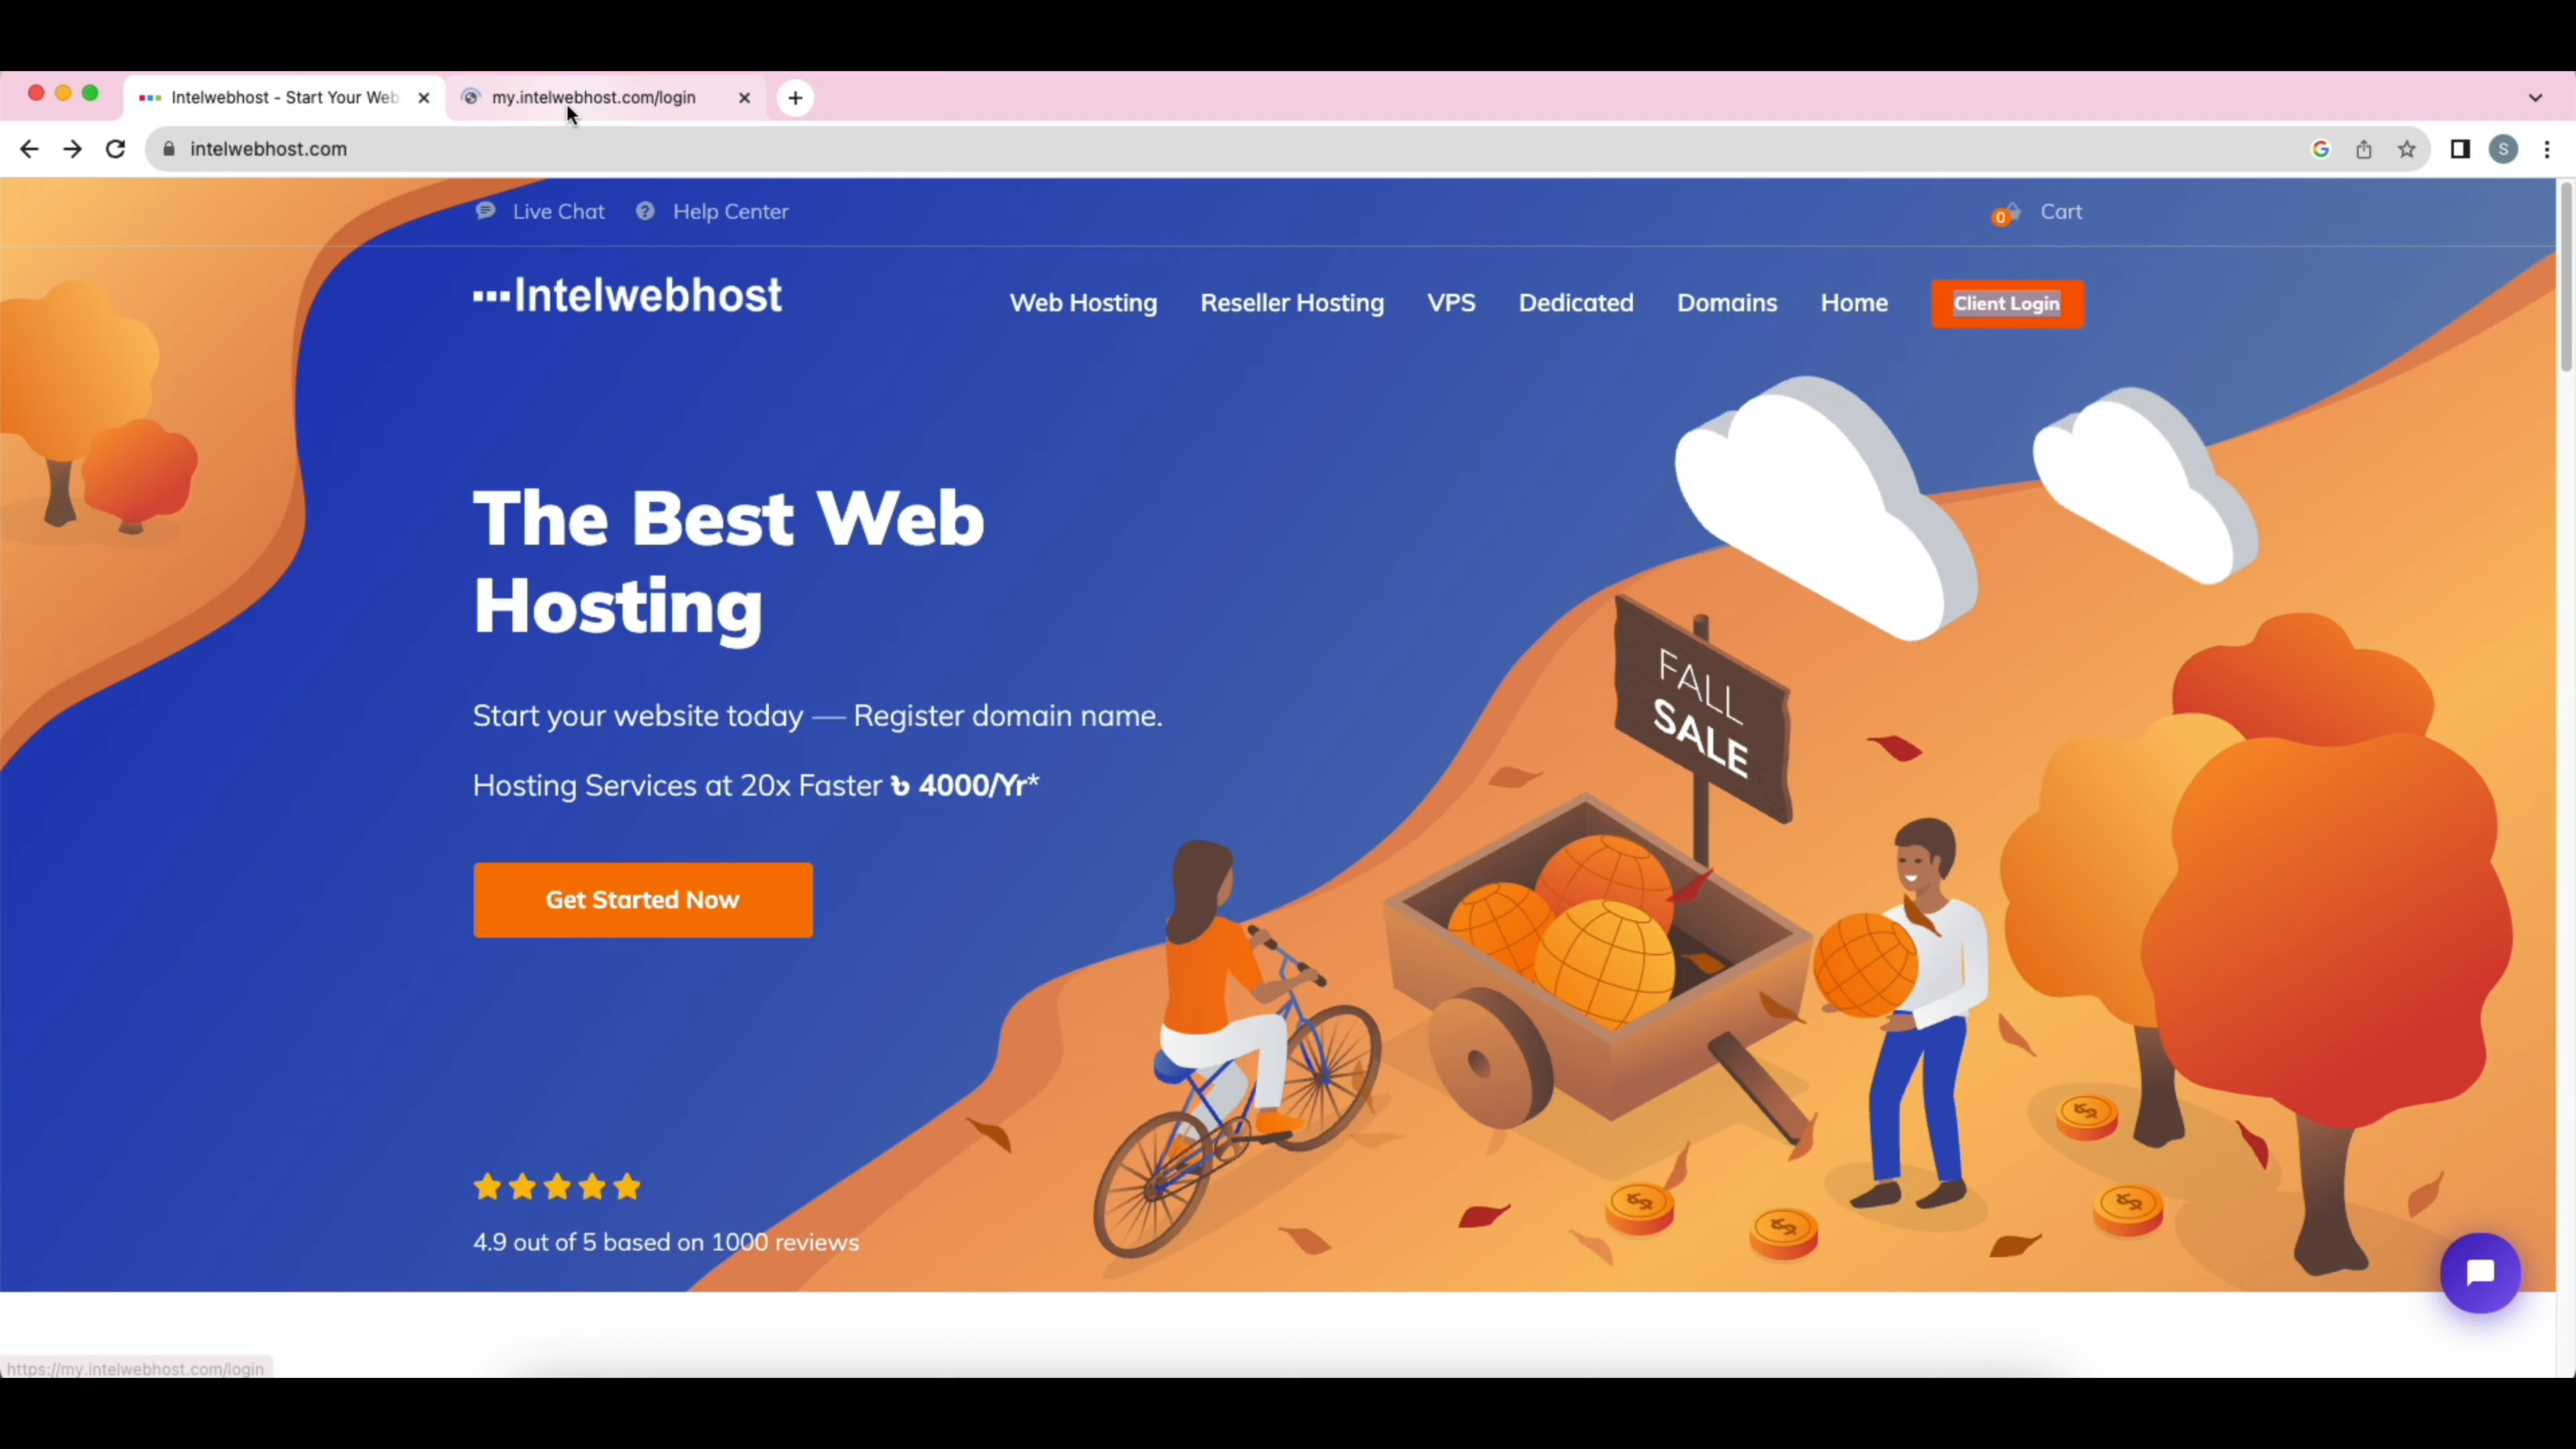 Intelwebhost - Start Your Web
my.intelwebhost.com/login
intelwebhost.com
S
Live Chat
Help Center
0
Cart
Intelwebhost
Web Hosting
Reseller Hosting
VPS
Dedicated
Domains
Home
Client Login
The Best Web
Hosting
Start your website today — Register domain name.
Hosting Services at 20x Faster ৳ 4000/Yr*
Get Started Now
FALL
SALE
4.9 out of 5 based on 1000 reviews
https://my.intelwebhost.com/login